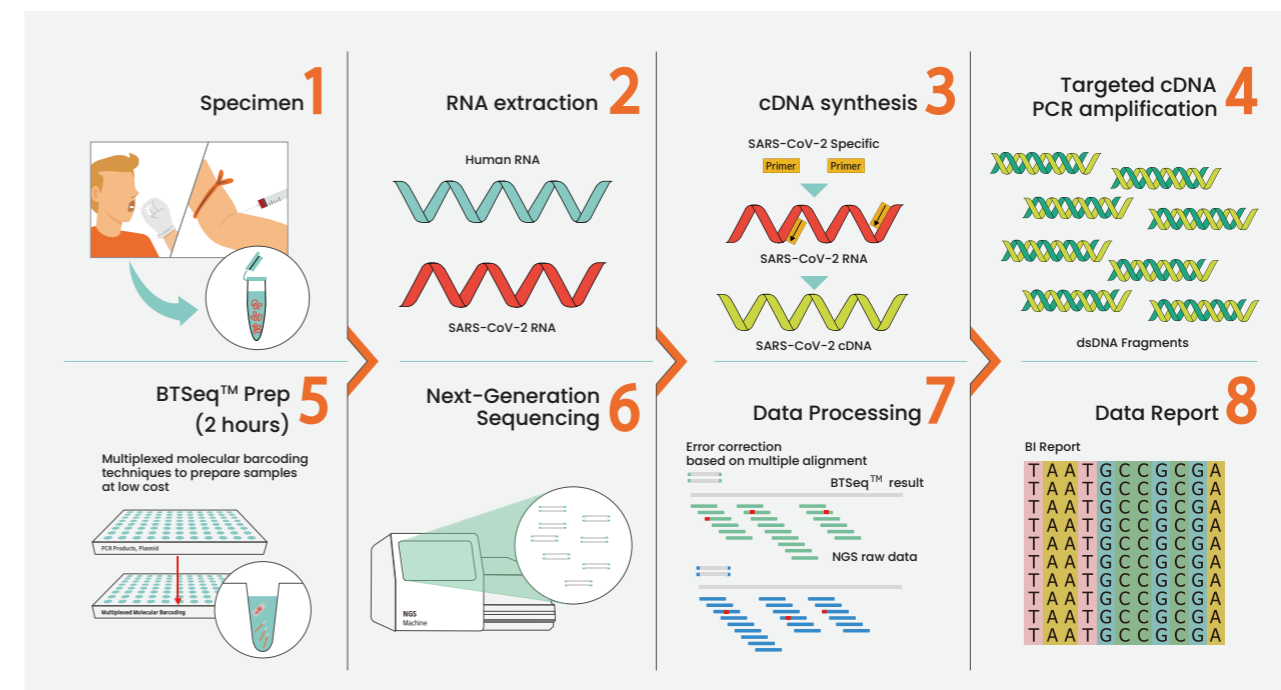 Specimen 1
RNA extraction 2
Human RNA
SARS-CoV-2 RNA
cDNA synthesis 3
SARS-CoV-2 Specific
Primer Primer
SARS-CoV-2 RNA
SARS-CoV-2 cDNA
Targeted cDNA
PCR amplification 4
dsDNA Fragments
BTSeq™ Prep
(2 hours) 5
Multiplexed molecular barcoding
techniques to prepare samples
at low cost
PCR Products, Plasmid
Multiplexed Molecular Barcoding
Next-Generation
Sequencing 6
NGS
Machine
Data Processing 7
Error correction
based on multiple alignment
BTSeq™ result
NGS raw data
Data Report 8
BI Report
TAATGCCGCGA
TAATGCCGCGA
TAATGCCGCGA
TAATGCCGCGA
TAATGCCGCGA
TAATGCCGCGA
TAATGCCGCGA
TAATGCCGCGA
TAATGCCGCGA
TAATGCCGCGA